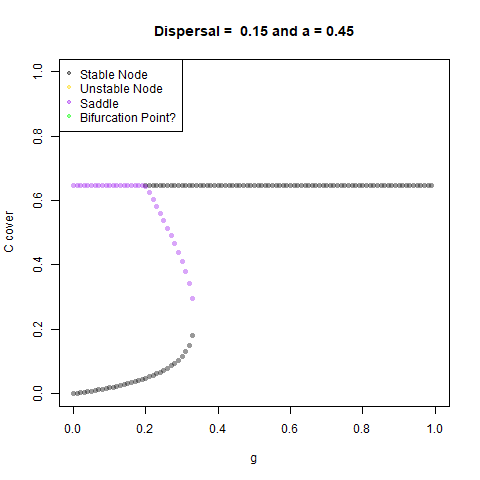 Dispersal =  0.15 and a = 0.45
Stable Node
Unstable Node
Saddle
Bifurcation Point?
C cover
1.0
0.8
0.6
0.4
0.2
0.0
0.0 0.2 0.4 0.6 0.8 1.0
g